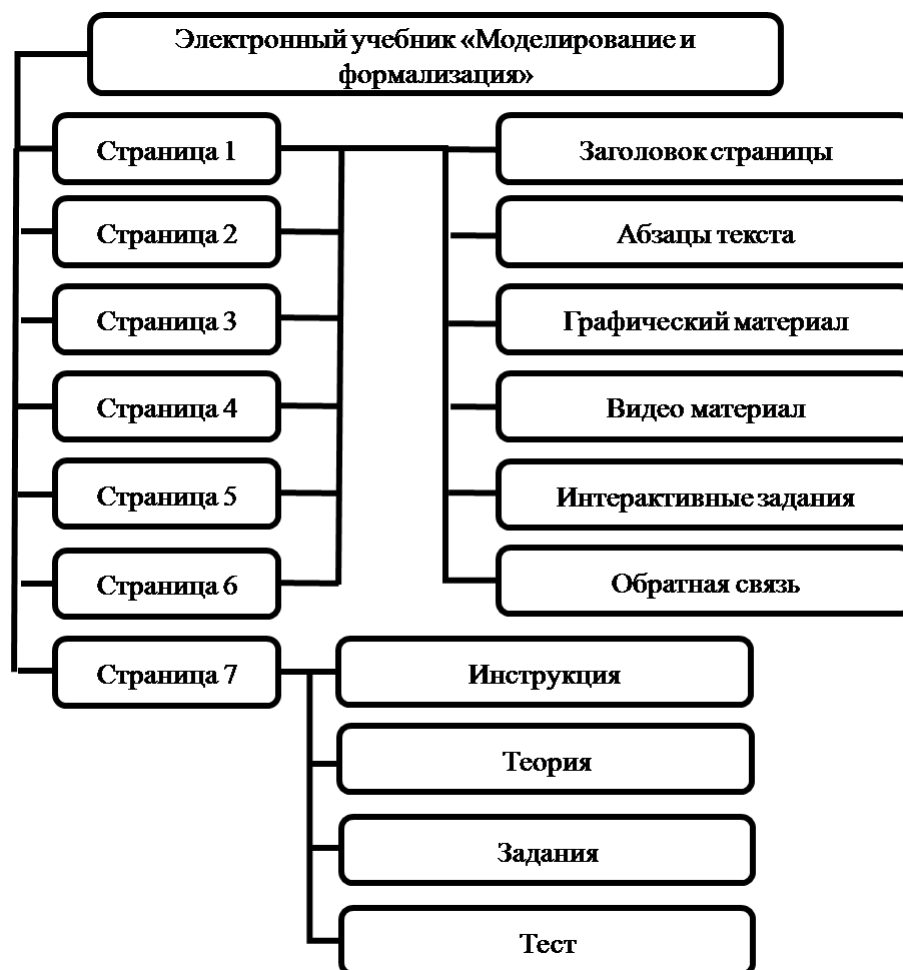 Электронный учебник «Моделирование и
формализация»
Страница 1
Заголовок страницы
Страница 2
Абзацы текста
Страница 3
Графический материал
Страница 4
Видео материал
Страница 5
Интерактивные задания
Страница 6
Обратная связь
Страница 7
Инструкция
Теория
Задания
Тест